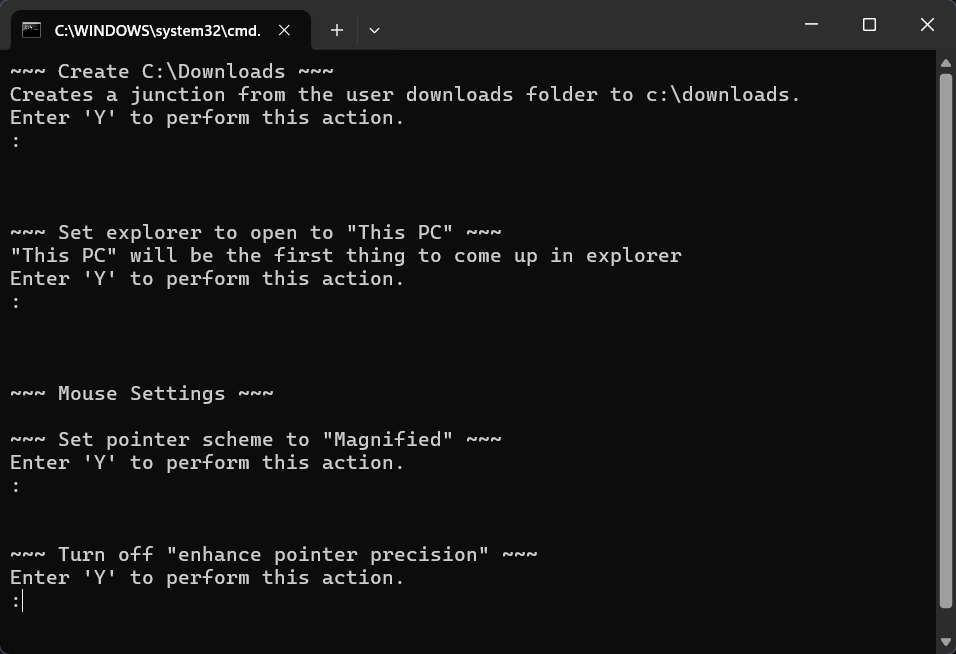 C:\WINDOWS\system32\cmd.
~~~ Create C:\Downloads ~~~
Creates a junction from the user downloads folder to c:\downloads.
Enter 'Y' to perform this action.
:
~~~ Set explorer to open to "This PC" ~~~
"This PC" will be the first thing to come up in explorer
Enter 'Y' to perform this action.
:
~~~ Mouse Settings ~~~
~~~ Set pointer scheme to "Magnified" ~~~
Enter 'Y' to perform this action.
:
~~~ Turn off "enhance pointer precision" ~~~
Enter 'Y' to perform this action.
: